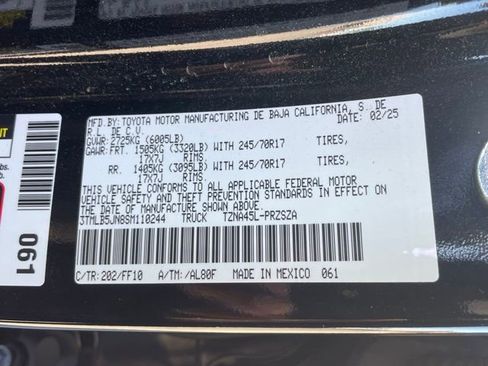 MFD.BY:TOYOTA MOTOR MANUFACTURING DE BAJA CALIFORNIA, S. DE
R.L. DE C.V. DATE: 02/25
GVWR: 2725KG (6005LB)
GAWR:FRT. 1505KG (3320LB) WITH 245/70R17 TIRES,
17X7J RIMS.
RR. 1405KG (3095LB) WITH 245/70R17 TIRES,
17X7J RIMS.
THIS VEHICLE CONFORMS TO ALL APPLICABLE FEDERAL MOTOR
VEHICLE SAFETY AND THEFT PREVENTION STANDARDS IN EFFECT ON
THE DATE OF MANUFACTURE SHOWN ABOVE.
3TMLB5JN8SM110244 TRUCK TZNA45L-PRZSZA
C/TR:202/FF10 A/TM:/AL80F MADE IN MEXICO 061
061